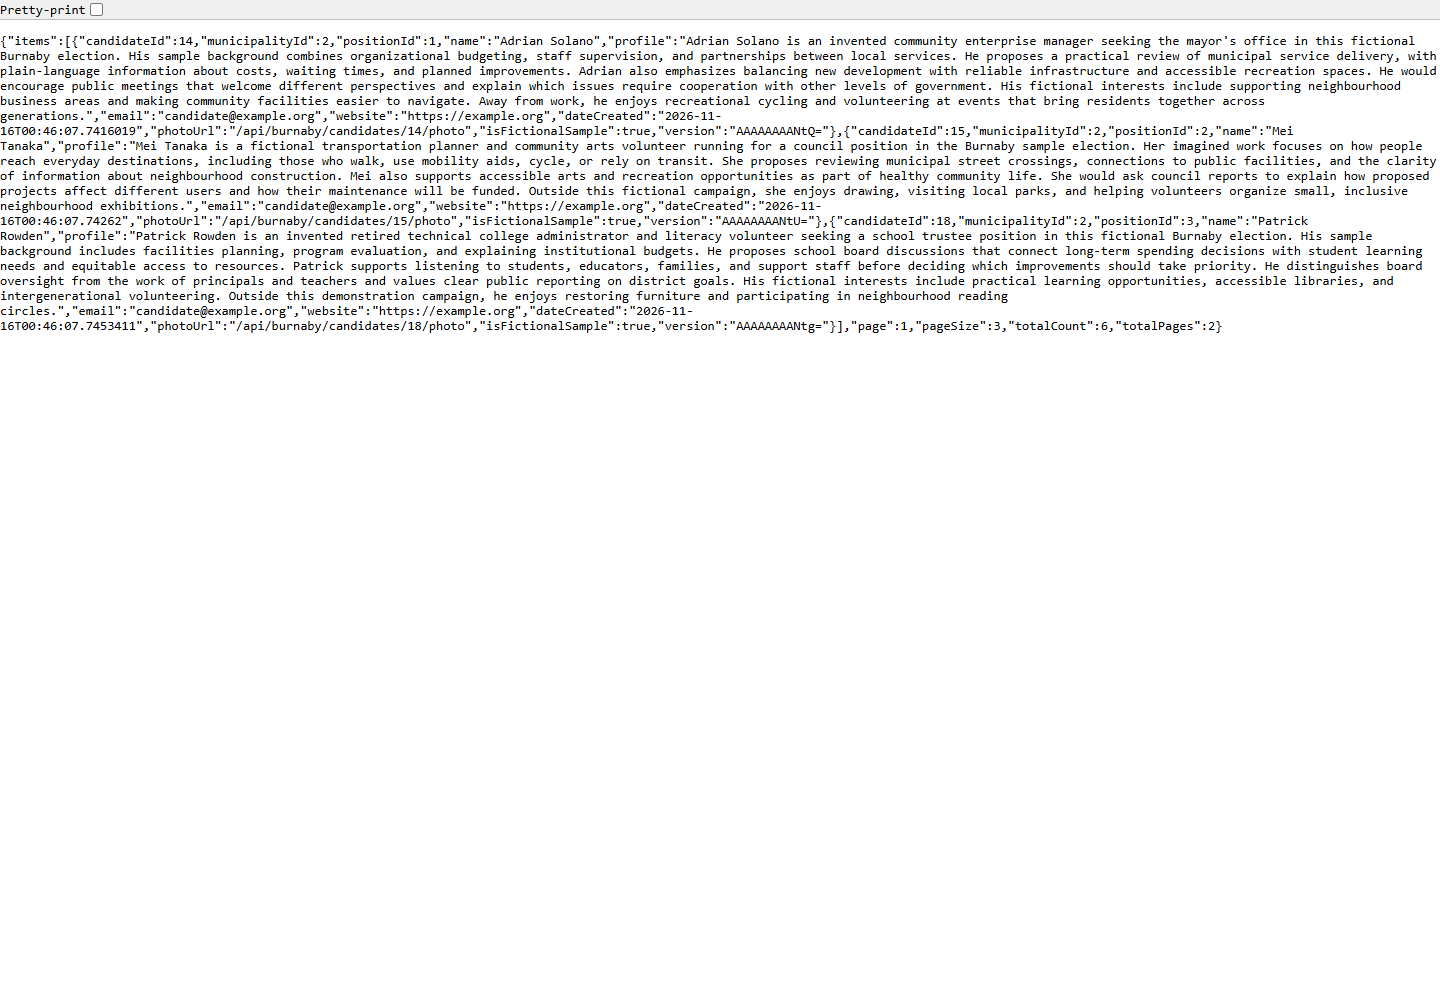 Pretty-print
{"items":[{"candidateId":14,"municipalityId":2,"positionId":1,"name":"Adrian Solano","profile":"Adrian Solano is an invented community enterprise manager seeking the mayor's office in this fictional
Burnaby election. His sample background combines organizational budgeting, staff supervision, and partnerships between local services. He proposes a practical review of municipal service delivery, with
plain-language information about costs, waiting times, and planned improvements. Adrian also emphasizes balancing new development with reliable infrastructure and accessible recreation spaces. He would
encourage public meetings that welcome different perspectives and explain which issues require cooperation with other levels of government. His fictional interests include supporting neighbourhood
business areas and making community facilities easier to navigate. Away from work, he enjoys recreational cycling and volunteering at events that bring residents together across
generations.","email":"candidate@example.org","website":"https://example.org","dateCreated":"2026-11-
16T00:46:07.7416019","photoUrl":"/api/burnaby/candidates/14/photo","isFictionalSample":true,"version":"AAAAAAAANtQ="},{"candidateId":15,"municipalityId":2,"positionId":2,"name":"Mei
Tanaka","profile":"Mei Tanaka is a fictional transportation planner and community arts volunteer running for a council position in the Burnaby sample election. Her imagined work focuses on how people
reach everyday destinations, including those who walk, use mobility aids, cycle, or rely on transit. She proposes reviewing municipal street crossings, connections to public facilities, and the clarity
of information about neighbourhood construction. Mei also supports accessible arts and recreation opportunities as part of healthy community life. She would ask council reports to explain how proposed
projects affect different users and how their maintenance will be funded. Outside this fictional campaign, she enjoys drawing, visiting local parks, and helping volunteers organize small, inclusive
neighbourhood exhibitions.","email":"candidate@example.org","website":"https://example.org","dateCreated":"2026-11-
16T00:46:07.74262","photoUrl":"/api/burnaby/candidates/15/photo","isFictionalSample":true,"version":"AAAAAAAANtU="},{"candidateId":18,"municipalityId":2,"positionId":3,"name":"Patrick
Rowden","profile":"Patrick Rowden is an invented retired technical college administrator and literacy volunteer seeking a school trustee position in this fictional Burnaby election. His sample
background includes facilities planning, program evaluation, and explaining institutional budgets. He proposes school board discussions that connect long-term spending decisions with student learning
needs and equitable access to resources. Patrick supports listening to students, educators, families, and support staff before deciding which improvements should take priority. He distinguishes board
oversight from the work of principals and teachers and values clear public reporting on district goals. His fictional interests include practical learning opportunities, accessible libraries, and
intergenerational volunteering. Outside this demonstration campaign, he enjoys restoring furniture and participating in neighbourhood reading
circles.","email":"candidate@example.org","website":"https://example.org","dateCreated":"2026-11-
16T00:46:07.7453411","photoUrl":"/api/burnaby/candidates/18/photo","isFictionalSample":true,"version":"AAAAAAAANtg="}],"page":1,"pageSize":3,"totalCount":6,"totalPages":2}